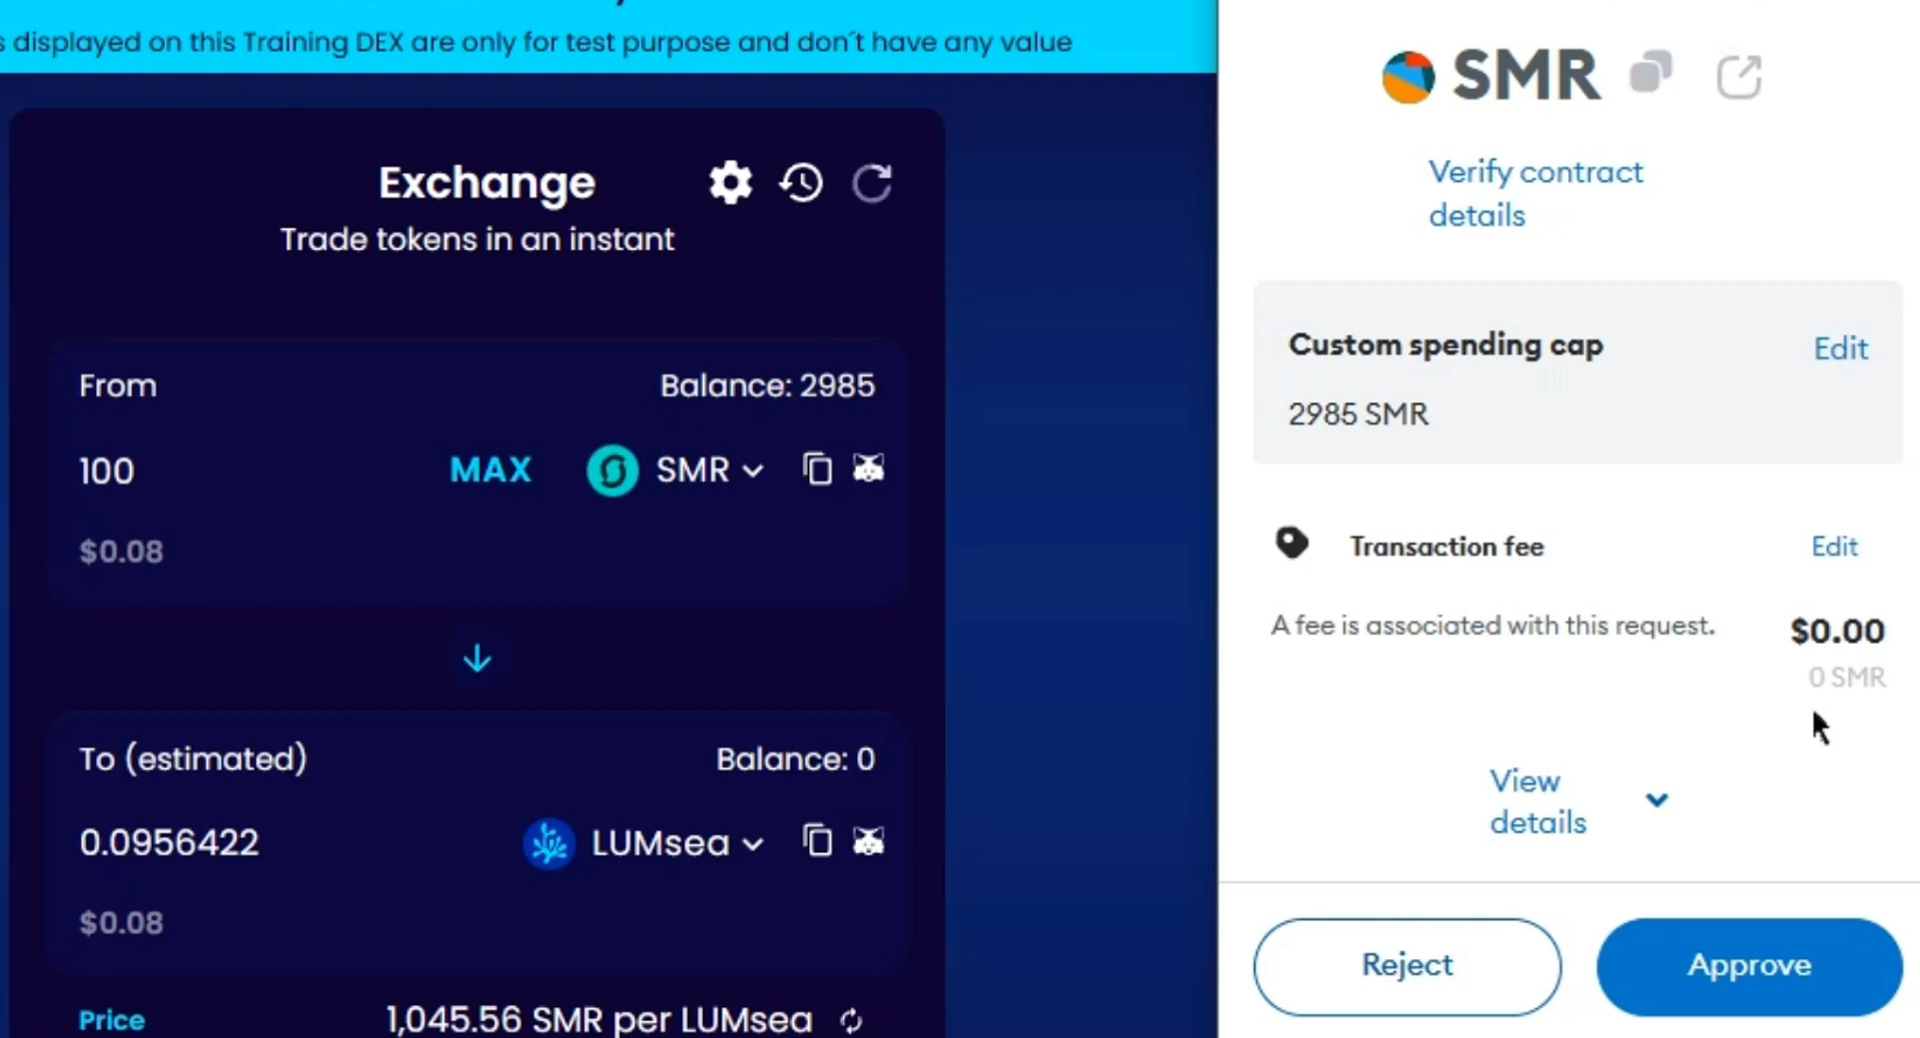 displayed on this Training DEX are only for test purpose and don´t have any value
Exchange
Trade tokens in an instant
From
Balance: 2985
100
MAX
SMR
$0.08
To (estimated)
Balance: 0
0.0956422
LUMsea
$0.08
Price
1,045.56 SMR per LUMsea
SMR
Verify contract
details
Custom spending cap
Edit
2985 SMR
Transaction fee
Edit
A fee is associated with this request.
$0.00
0 SMR
View
details
Reject
Approve